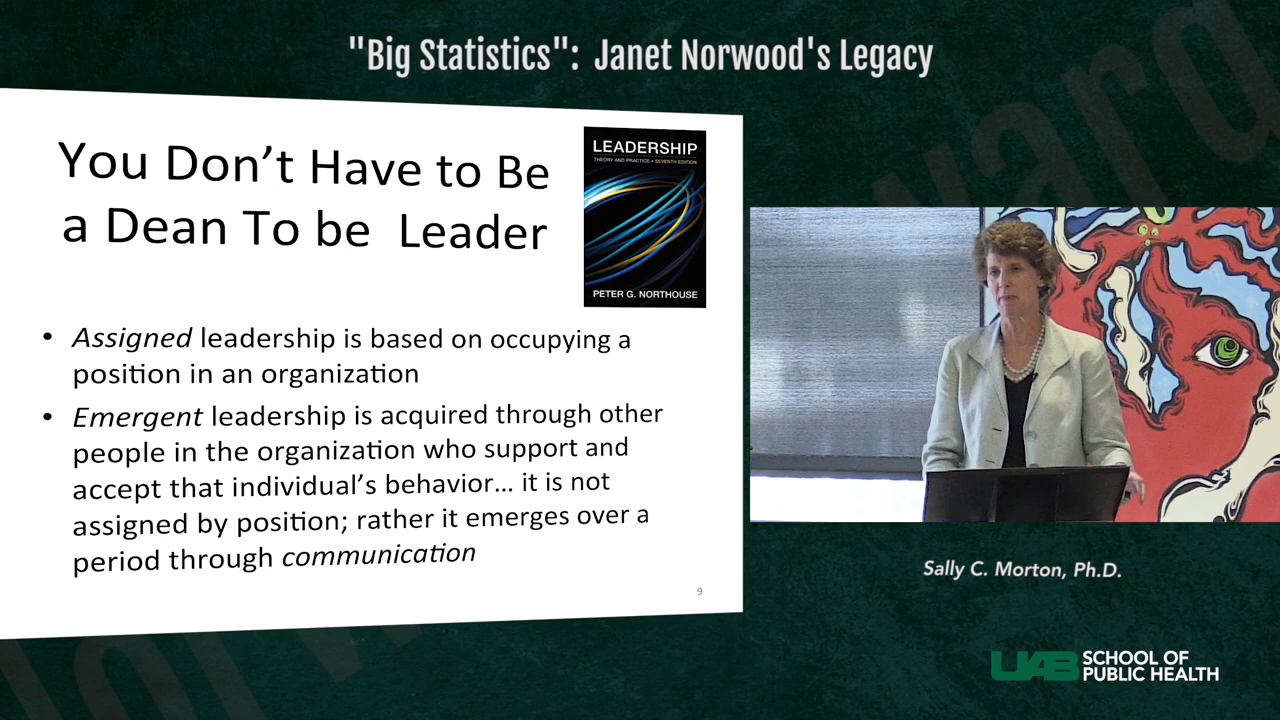 "Big Statistics": Janet Norwood's Legacy
You Don’t Have to Be
a Dean To be  Leader
LEADERSHIP
THEORY AND PRACTICE • SEVENTH EDITION
PETER G. NORTHOUSE
• Assigned leadership is based on occupying a
position in an organization
• Emergent leadership is acquired through other
people in the organization who support and
accept that individual’s behavior… it is not
assigned by position; rather it emerges over a
period through communication
9
Sally C. Morton, Ph.D.
UAB SCHOOL OF
PUBLIC HEALTH